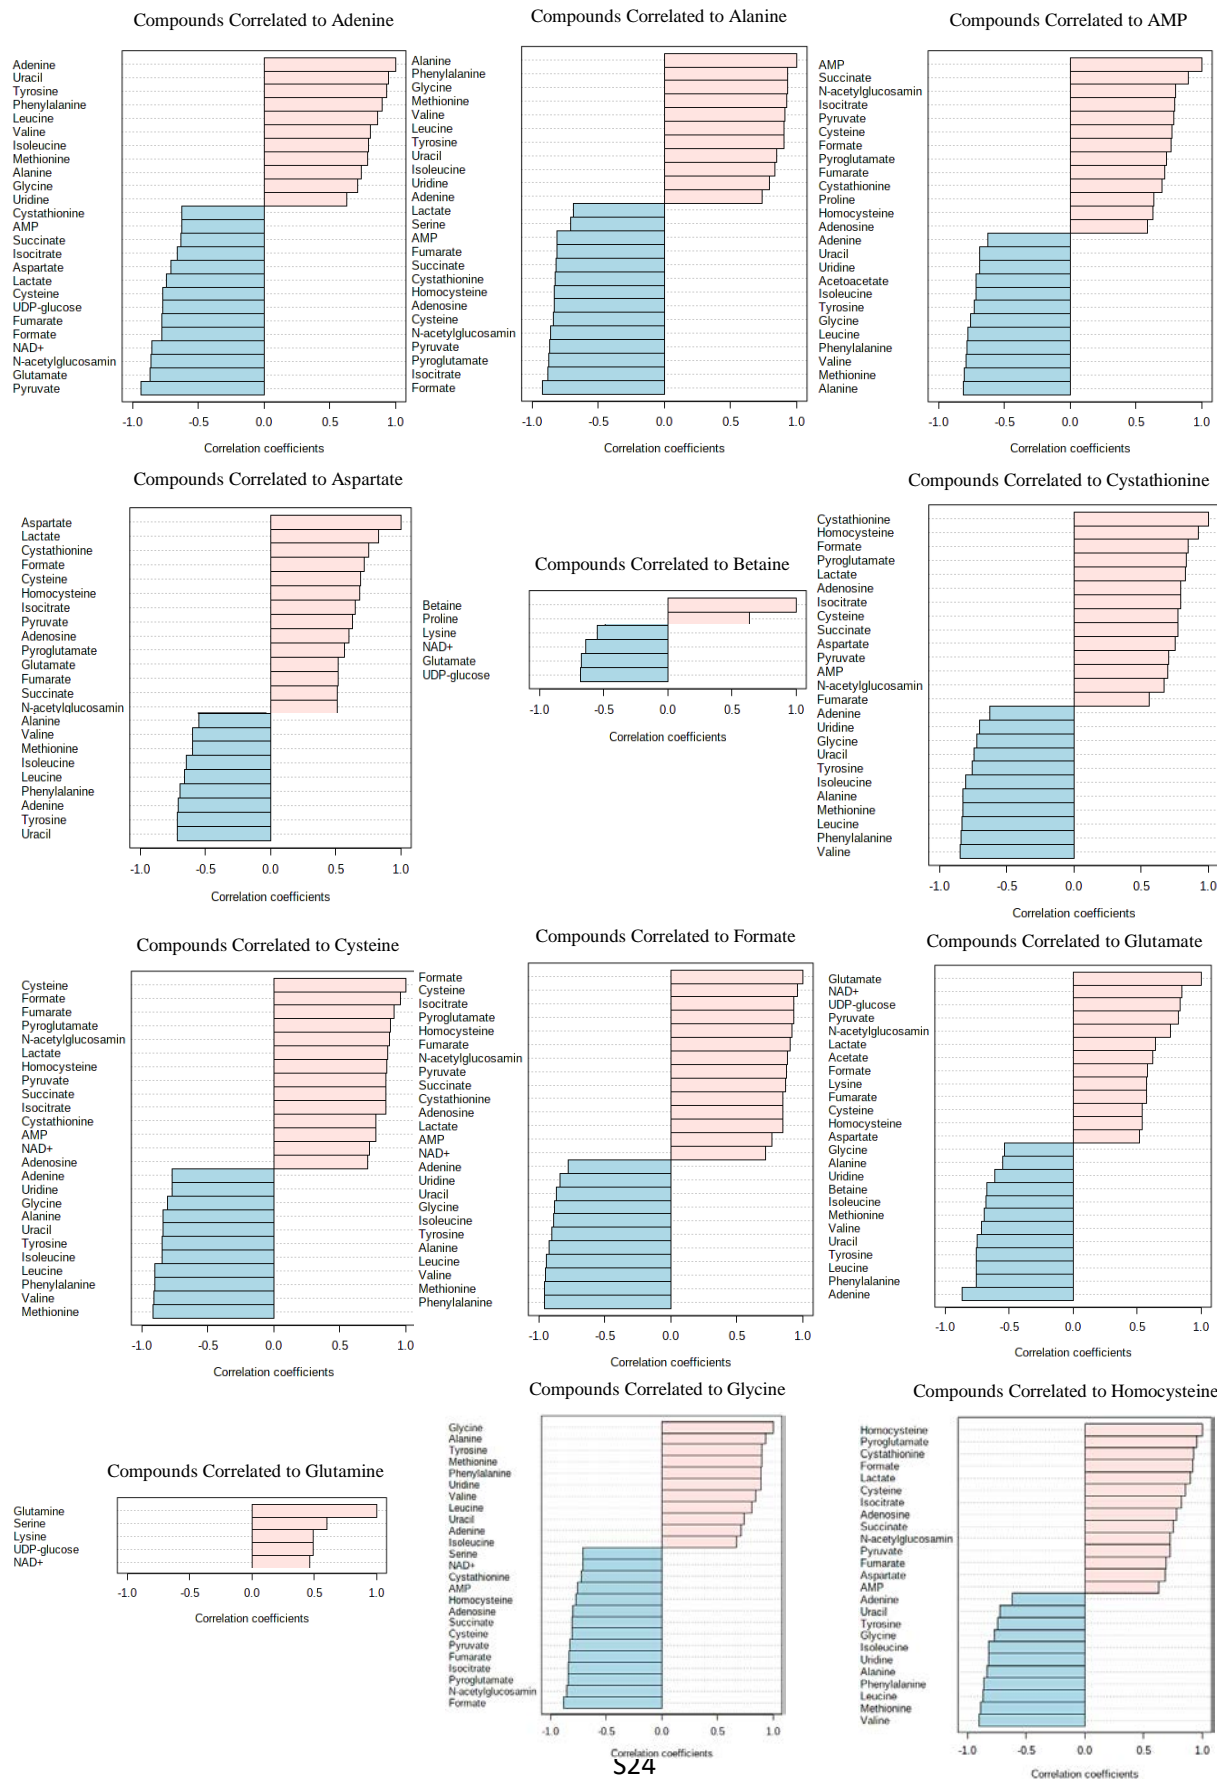 Compounds Correlated to Adenine
Adenine
Uracil
Tyrosine
Phenylalanine
Leucine
Valine
Isoleucine
Methionine
Alanine
Glycine
Uridine
Cystathionine
AMP
Succinate
Isocitrate
Aspartate
Lactate
Cysteine
UDP-glucose
Fumarate
Formate
NAD+
N-acetylglucosamin
Glutamate
Pyruvate
-1.0 -0.5 0.0 0.5 1.0
Correlation coefficients
Compounds Correlated to Alanine
Alanine
Phenylalanine
Glycine
Methionine
Valine
Leucine
Tyrosine
Uracil
Isoleucine
Uridine
Adenine
Lactate
Serine
AMP
Fumarate
Succinate
Cystathionine
Homocysteine
Adenosine
Cysteine
N-acetylglucosamin
Pyruvate
Pyroglutamate
Isocitrate
Formate
-1.0 -0.5 0.0 0.5 1.0
Correlation coefficients
Compounds Correlated to AMP
AMP
Succinate
N-acetylglucosamin
Isocitrate
Pyruvate
Cysteine
Formate
Pyroglutamate
Fumarate
Cystathionine
Proline
Homocysteine
Adenosine
Adenine
Uracil
Uridine
Acetoacetate
Isoleucine
Tyrosine
Glycine
Leucine
Phenylalanine
Valine
Methionine
Alanine
-1.0 -0.5 0.0 0.5 1.0
Correlation coefficients
Compounds Correlated to Aspartate
Aspartate
Lactate
Cystathionine
Formate
Cysteine
Homocysteine
Isocitrate
Pyruvate
Adenosine
Pyroglutamate
Glutamate
Fumarate
Succinate
N-acetylglucosamin
Alanine
Valine
Methionine
Isoleucine
Leucine
Phenylalanine
Adenine
Tyrosine
Uracil
-1.0 -0.5 0.0 0.5 1.0
Correlation coefficients
Compounds Correlated to Betaine
Betaine
Proline
Lysine
NAD+
Glutamate
UDP-glucose
-1.0 -0.5 0.0 0.5 1.0
Correlation coefficients
Compounds Correlated to Cystathionine
Cystathionine
Homocysteine
Formate
Pyroglutamate
Lactate
Adenosine
Isocitrate
Cysteine
Succinate
Aspartate
Pyruvate
AMP
N-acetylglucosamin
Fumarate
Adenine
Uridine
Glycine
Uracil
Tyrosine
Isoleucine
Alanine
Methionine
Leucine
Phenylalanine
Valine
-1.0 -0.5 0.0 0.5 1.0
Correlation coefficients
Compounds Correlated to Cysteine
Cysteine
Formate
Fumarate
Pyroglutamate
N-acetylglucosamin
Lactate
Homocysteine
Pyruvate
Succinate
Isocitrate
Cystathionine
AMP
NAD+
Adenosine
Adenine
Uridine
Glycine
Alanine
Uracil
Tyrosine
Isoleucine
Leucine
Phenylalanine
Valine
Methionine
-1.0 -0.5 0.0 0.5 1.0
Correlation coefficients
Compounds Correlated to Formate
Formate
Cysteine
Isocitrate
Pyroglutamate
Homocysteine
Fumarate
N-acetylglucosamin
Pyruvate
Succinate
Cystathionine
Adenosine
Lactate
AMP
NAD+
Adenine
Uridine
Uracil
Glycine
Isoleucine
Tyrosine
Alanine
Leucine
Valine
Methionine
Phenylalanine
-1.0 -0.5 0.0 0.5 1.0
Correlation coefficients
Compounds Correlated to Glutamate
Glutamate
NAD+
UDP-glucose
Pyruvate
N-acetylglucosamin
Lactate
Acetate
Formate
Lysine
Fumarate
Cysteine
Homocysteine
Aspartate
Glycine
Alanine
Uridine
Betaine
Isoleucine
Methionine
Valine
Uracil
Tyrosine
Leucine
Phenylalanine
Adenine
-1.0 -0.5 0.0 0.5 1.0
Correlation coefficients
Compounds Correlated to Glutamine
Glutamine
Serine
Lysine
UDP-glucose
NAD+
-1.0 -0.5 0.0 0.5 1.0
Correlation coefficients
Compounds Correlated to Glycine
Glycine
Alanine
Tyrosine
Methionine
Phenylalanine
Uridine
Valine
Leucine
Uracil
Adenine
Isoleucine
Serine
NAD+
Cystathionine
AMP
Homocysteine
Adenosine
Succinate
Cysteine
Pyruvate
Fumarate
Isocitrate
Pyroglutamate
N-acetylglucosamin
Formate
-1.0 -0.5 0.0 0.5 1.0
Correlation coefficients
Compounds Correlated to Homocysteine
Homocysteine
Pyroglutamate
Cystathionine
Formate
Lactate
Cysteine
Isocitrate
Adenosine
Succinate
N-acetylglucosamin
Pyruvate
Fumarate
Aspartate
AMP
Adenine
Uracil
Tyrosine
Glycine
Isoleucine
Uridine
Alanine
Phenylalanine
Leucine
Methionine
Valine
-1.0 -0.5 0.0 0.5 1.0
Correlation coefficients
S24